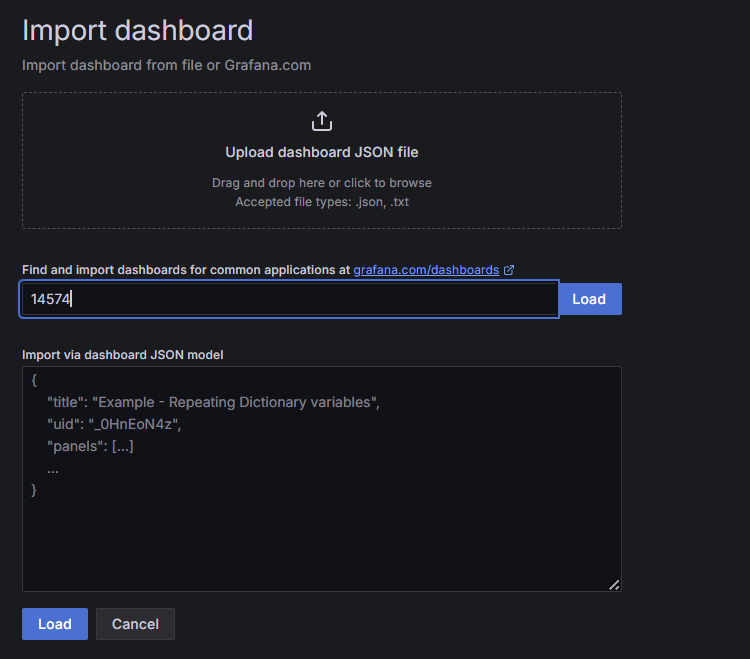 Import dashboard
Import dashboard from file or Grafana.com
Upload dashboard JSON file
Drag and drop here or click to browse
Accepted file types: .json, .txt
Find and import dashboards for common applications at grafana.com/dashboards
14574
Load
Import via dashboard JSON model
{
"title": "Example - Repeating Dictionary variables",
"uid": "_0HnEoN4z",
"panels": [...]
...
}
Load
Cancel